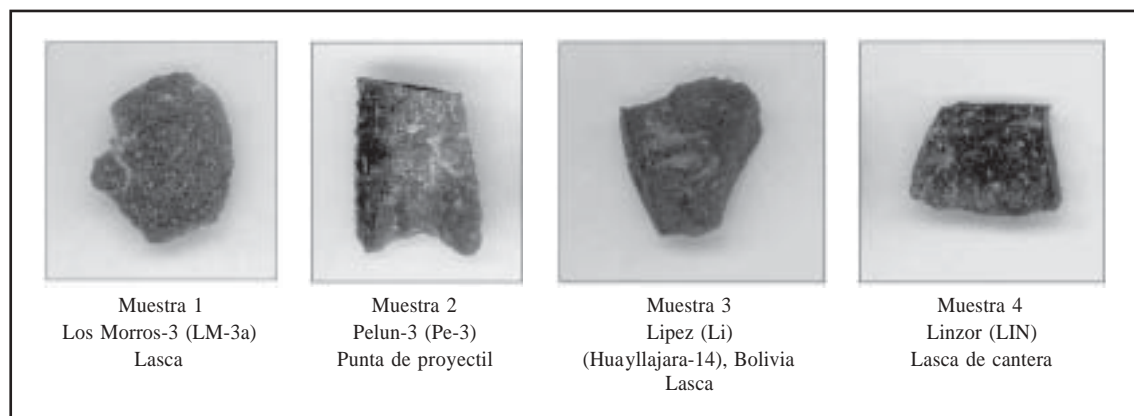 Muestra 1
Los Morros-3 (LM-3a)
Lasca
Muestra 2
Pelun-3 (Pe-3)
Punta de proyectil
Muestra 3
Lipez (Li)
(Huayllajara-14), Bolivia
Lasca
Muestra 4
Linzor (LIN)
Lasca de cantera